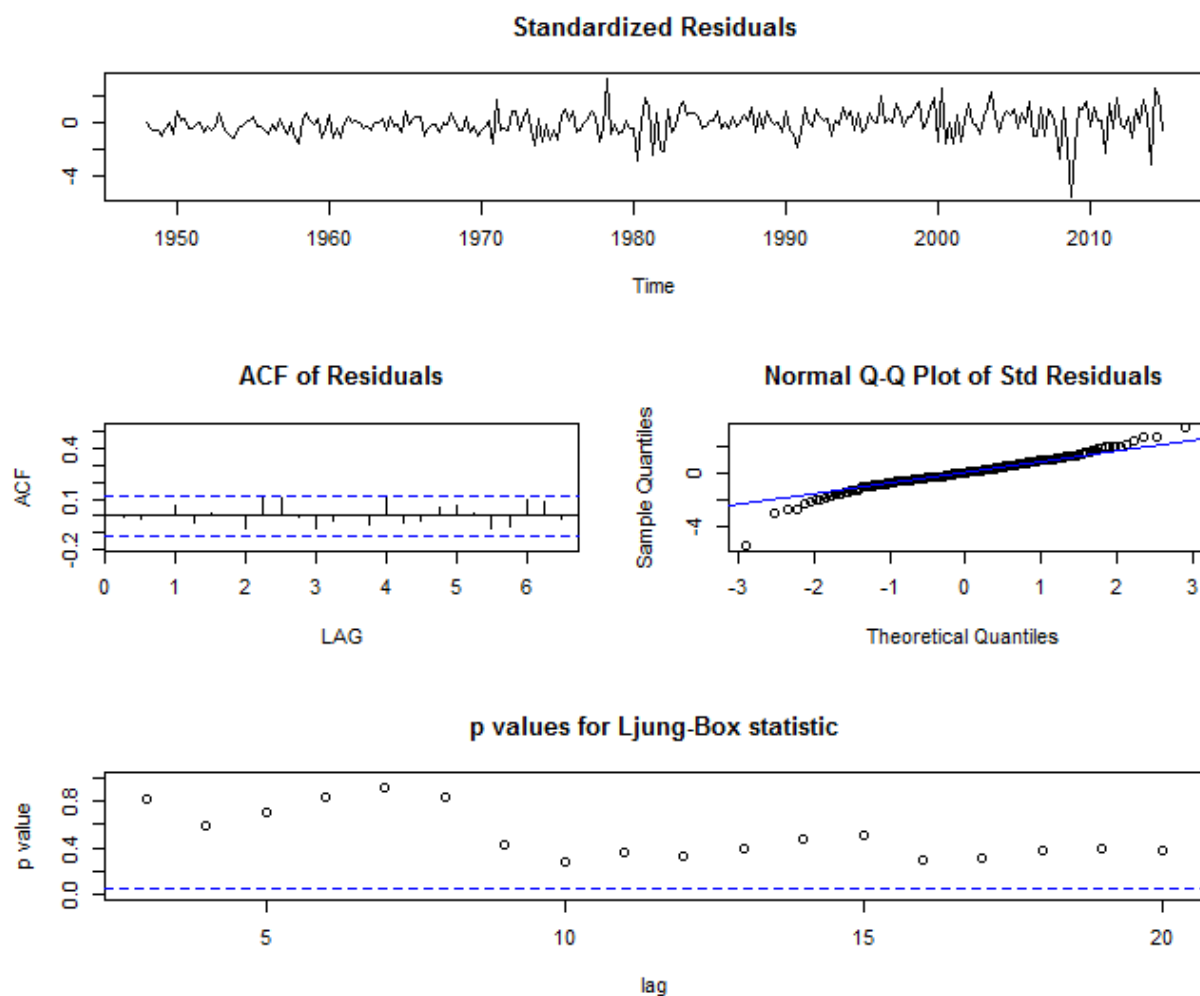 Standardized Residuals
0
-4
1950 1960 1970 1980 1990 2000 2010
Time
ACF of Residuals
ACF
0.4
0.1
-0.2
0 1 2 3 4 5 6
LAG
Normal Q-Q Plot of Std Residuals
Sample Quantiles
0
-4
-3 -2 -1 0 1 2 3
Theoretical Quantiles
p values for Ljung-Box statistic
p value
0.8
0.4
0.0
5 10 15 20
lag